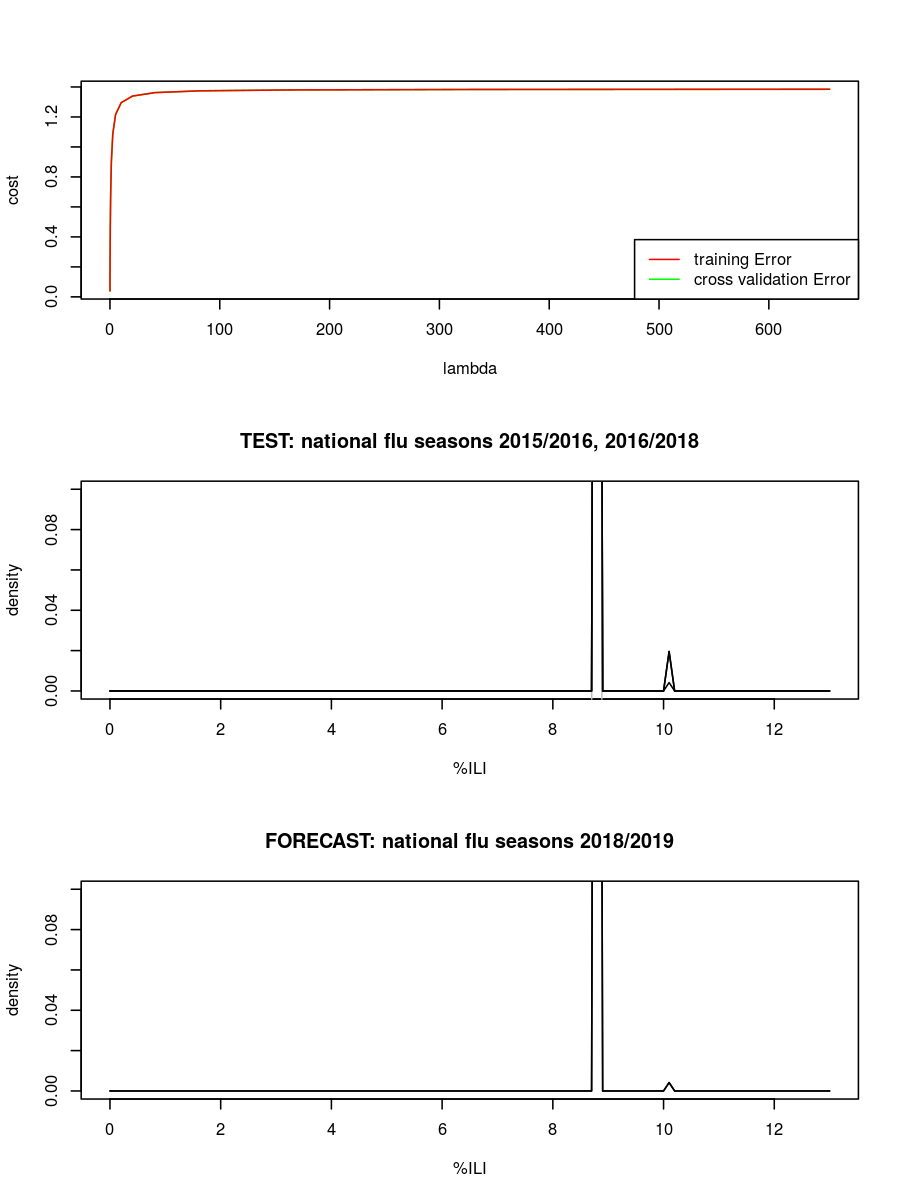 cost
0.0 0.4 0.8 1.2
training Error
cross validation Error
0 100 200 300 400 500 600
lambda
TEST: national flu seasons 2015/2016, 2016/2018
density
0.00 0.04 0.08
0 2 4 6 8 10 12
%ILI
FORECAST: national flu seasons 2018/2019
density
0.00 0.04 0.08
0 2 4 6 8 10 12
%ILI